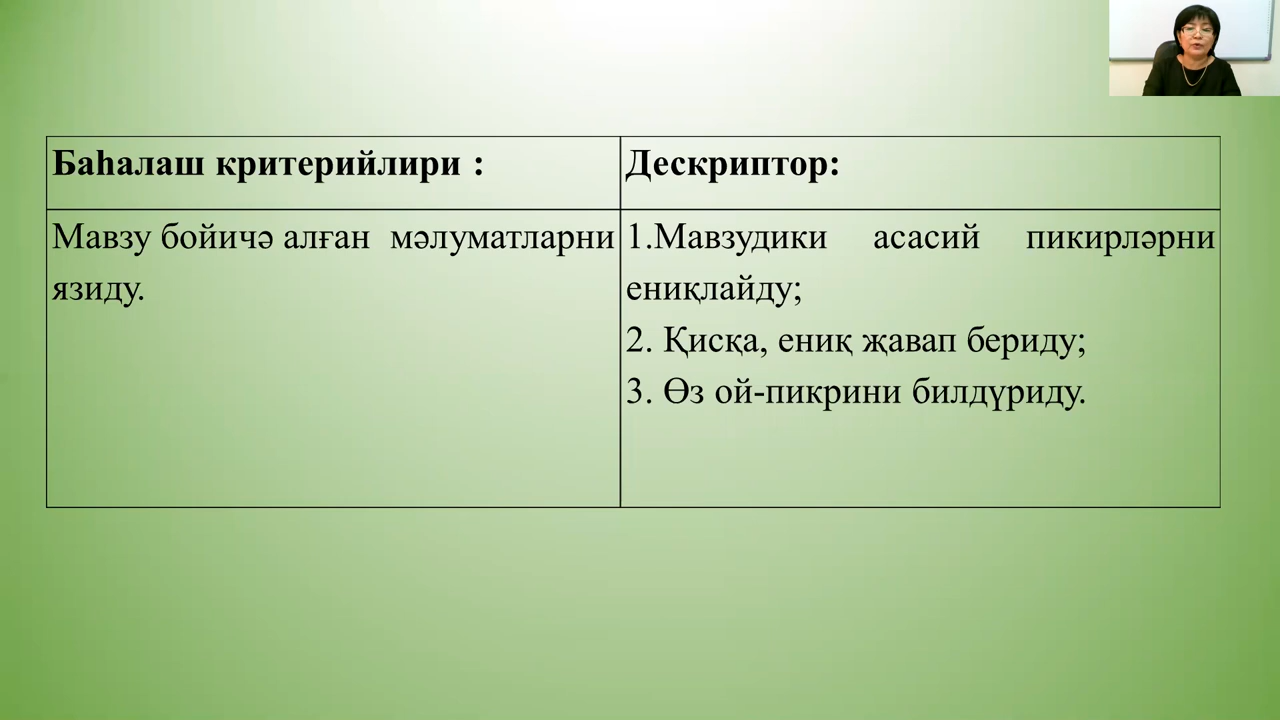 Баһалаш критерийлири :
Дескриптор:
Мавзу бойичә алған мәлуматларни
язиду.
1.Мавзудики асасий пикирләрни
ениқлайду;
2. Қисқа, ениқ җавап бериду;
3. Өз ой-пикрини билдүриду.